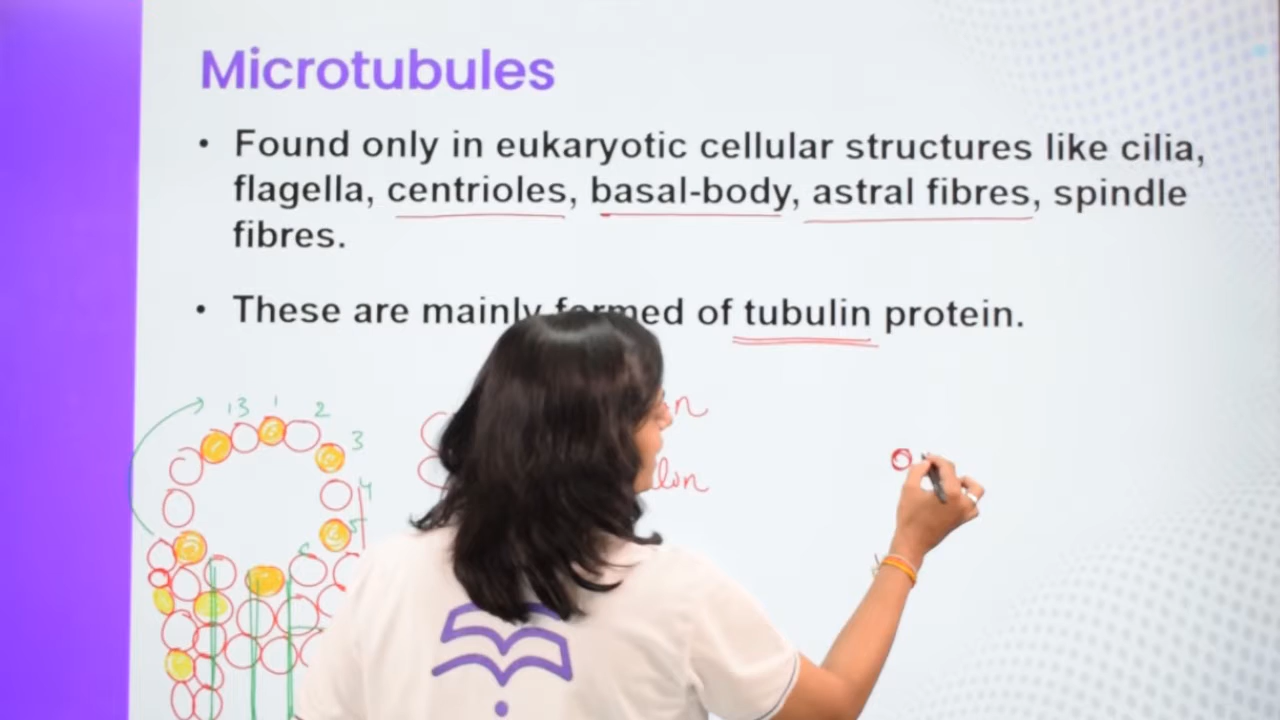 Microtubules
• Found only in eukaryotic cellular structures like cilia,
flagella, centrioles, basal-body, astral fibres, spindle
fibres.
• These are mainly formed of tubulin protein.
13 1 2
3
4
5
6